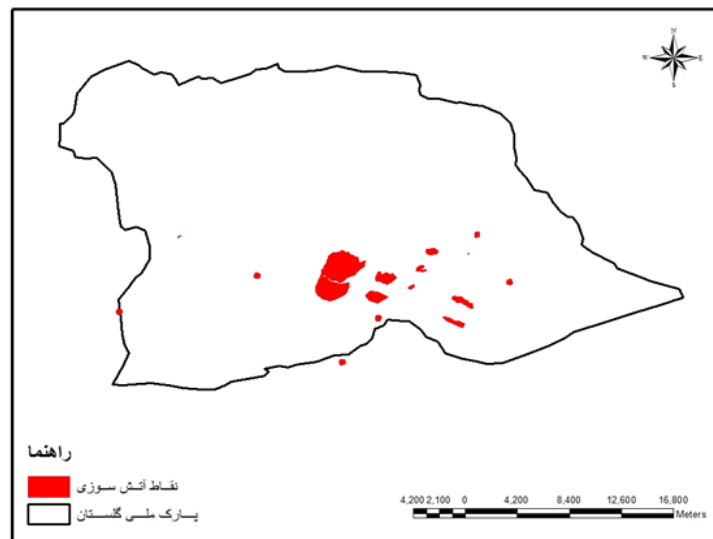 N
W E
S
راهنما
نقاط آتش سوزی
پارک ملی گلستان
4,200 2,100 0 4,200 8,400 12,600 16,800
Meters